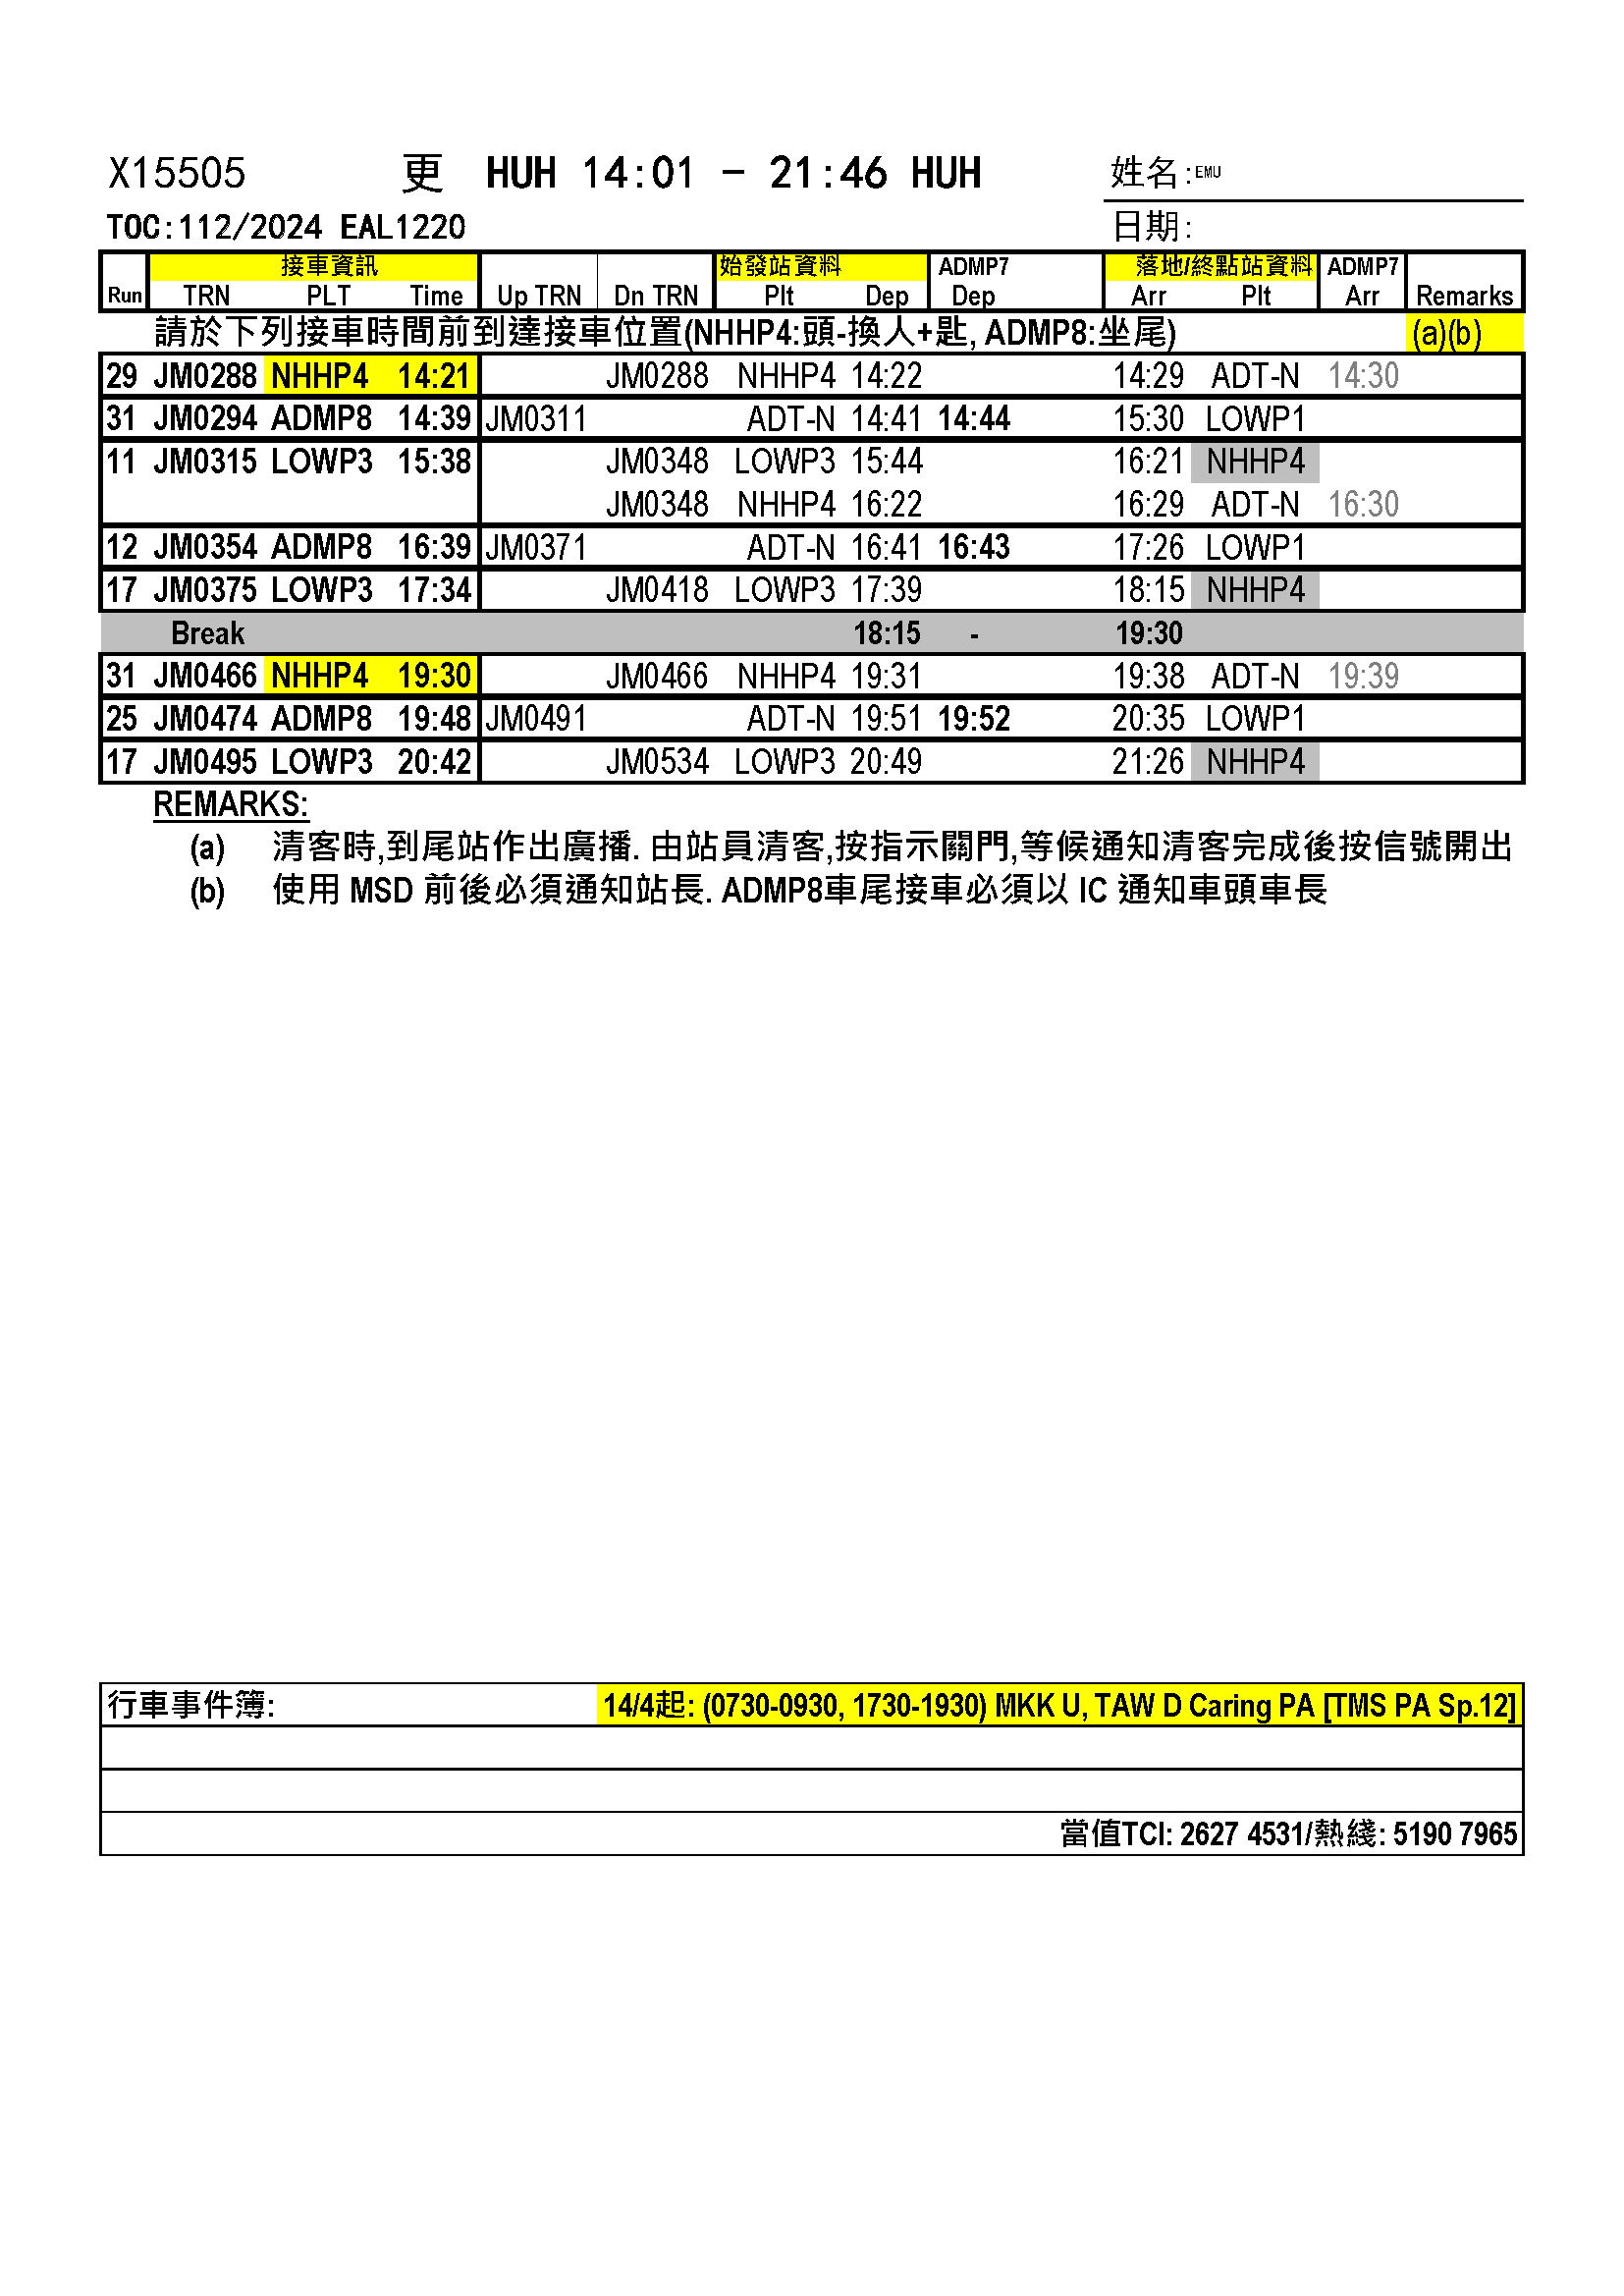 X15505 更 HUH 14:01 - 21:46 HUH 姓名:EMU
TOC:112/2024 EAL1220 日期:
接車資訊 始發站資料 ADMP7 落地/終點站資料 ADMP7
Run TRN PLT Time Up TRN Dn TRN Plt Dep Dep Arr Plt Arr Remarks
請於下列接車時間前到達接車位置(NHHP4:頭-換人+匙, ADMP8:坐尾) (a)(b)
29 JM0288 NHHP4 14:21 JM0288 NHHP4 14:22 14:29 ADT-N 14:30
31 JM0294 ADMP8 14:39 JM0311 ADT-N 14:41 14:44 15:30 LOWP1
11 JM0315 LOWP3 15:38 JM0348 LOWP3 15:44 16:21 NHHP4
JM0348 NHHP4 16:22 16:29 ADT-N 16:30
12 JM0354 ADMP8 16:39 JM0371 ADT-N 16:41 16:43 17:26 LOWP1
17 JM0375 LOWP3 17:34 JM0418 LOWP3 17:39 18:15 NHHP4
Break 18:15 - 19:30
31 JM0466 NHHP4 19:30 JM0466 NHHP4 19:31 19:38 ADT-N 19:39
25 JM0474 ADMP8 19:48 JM0491 ADT-N 19:51 19:52 20:35 LOWP1
17 JM0495 LOWP3 20:42 JM0534 LOWP3 20:49 21:26 NHHP4
REMARKS:
(a) 清客時,到尾站作出廣播. 由站員清客,按指示關門,等候通知清客完成後按信號開出
(b) 使用 MSD 前後必須通知站長. ADMP8車尾接車必須以 IC 通知車頭車長
行車事件簿: 14/4起: (0730-0930, 1730-1930) MKK U, TAW D Caring PA [TMS PA Sp.12]
當值TCI: 2627 4531/熱綫: 5190 7965